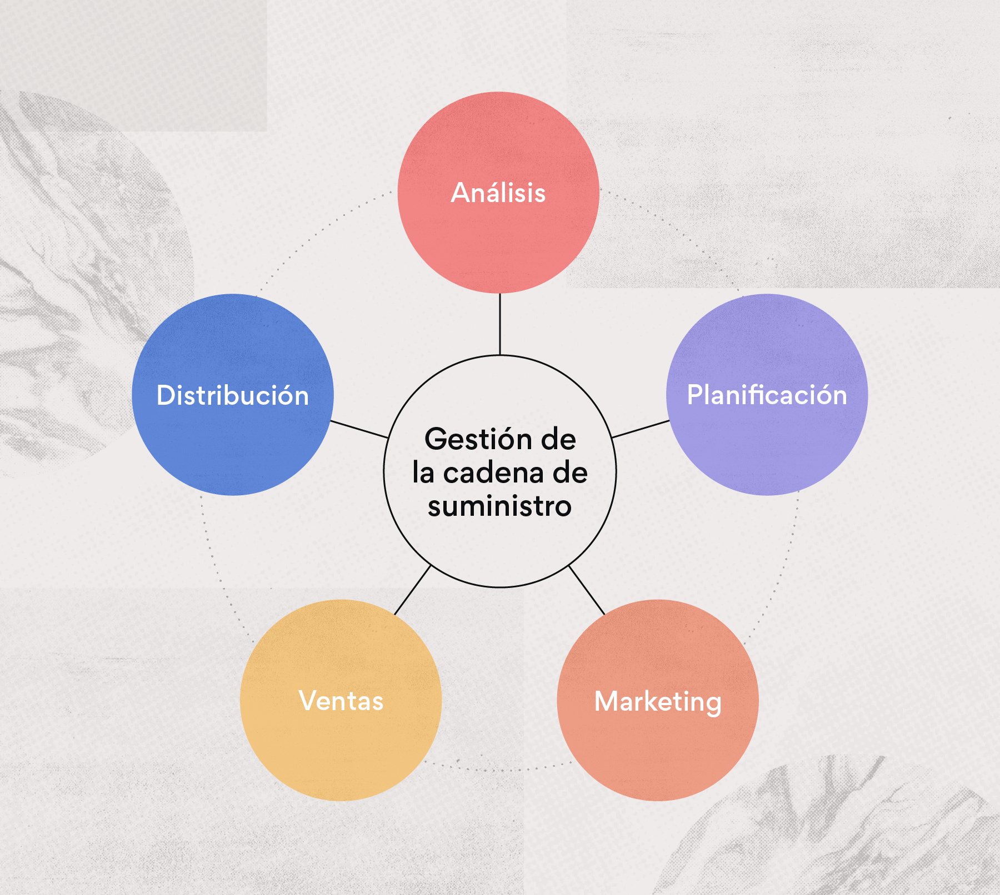 Análisis
Distribución
Planificación
Gestión de
la cadena de
suministro
Ventas
Marketing